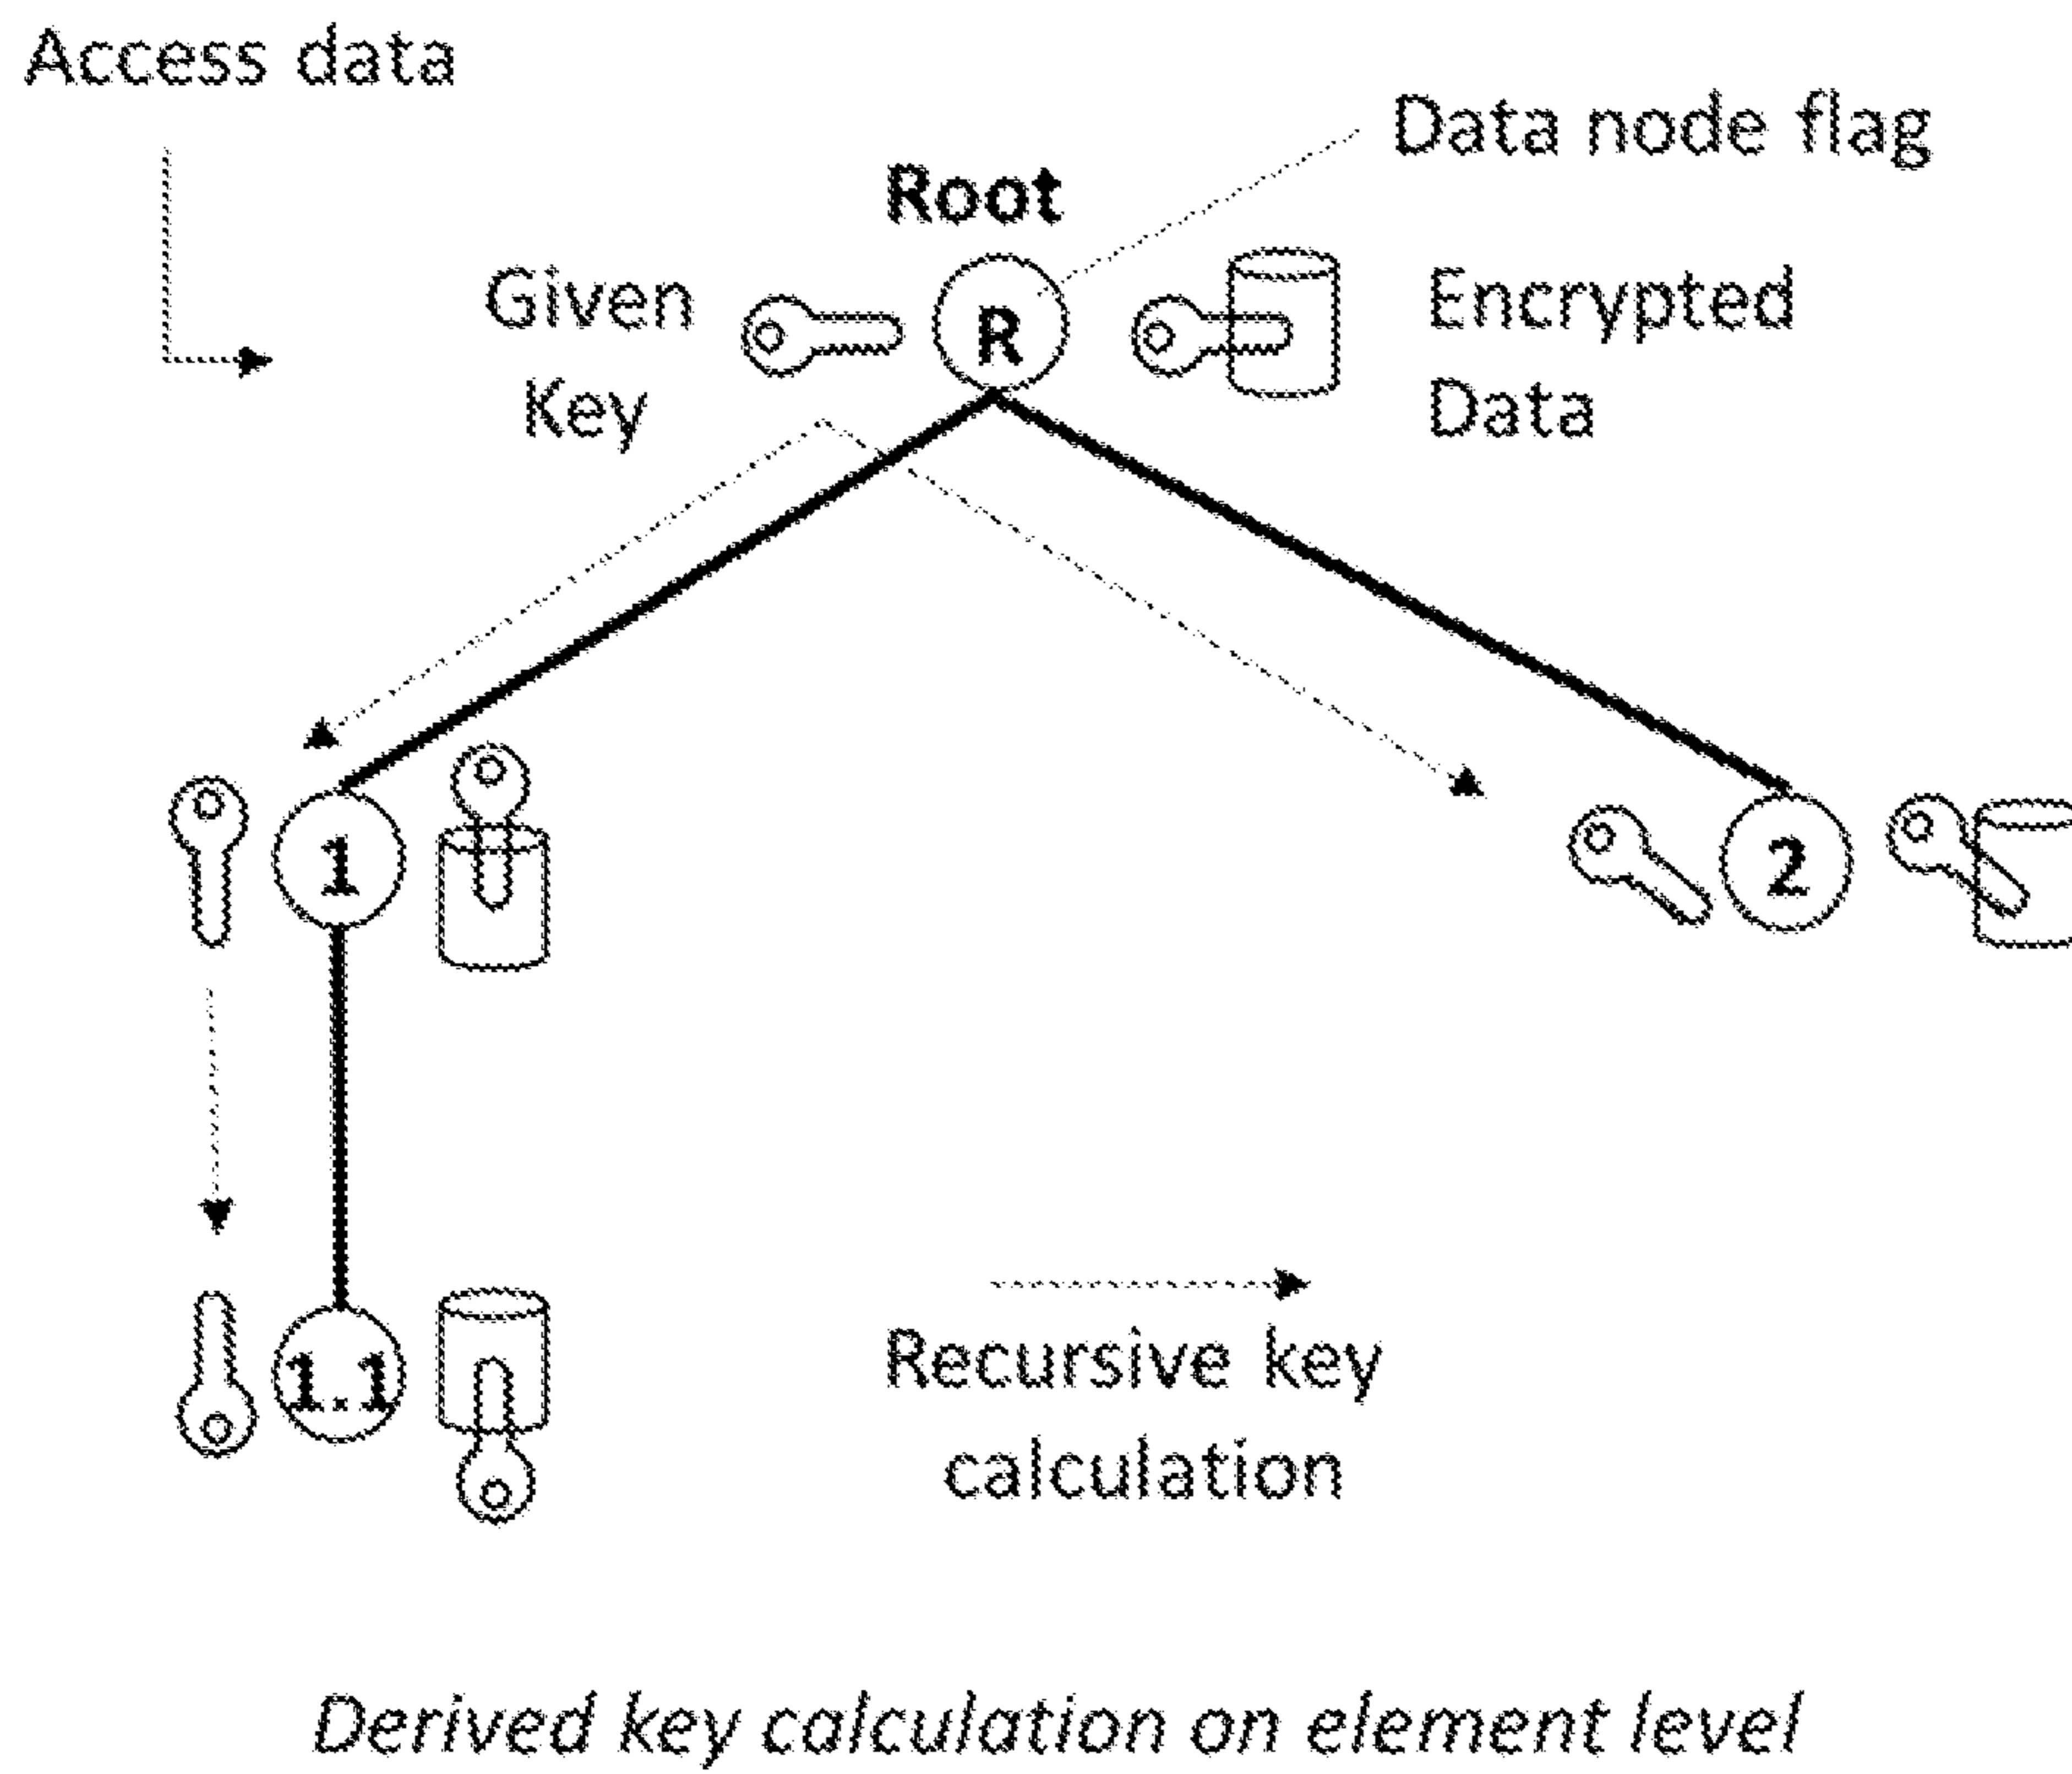 Access data
Data node flag
Root
Given
Key
R
Encrypted
Data
1
2
1.1
Recursive key
calculation
Derived key calculation on element level